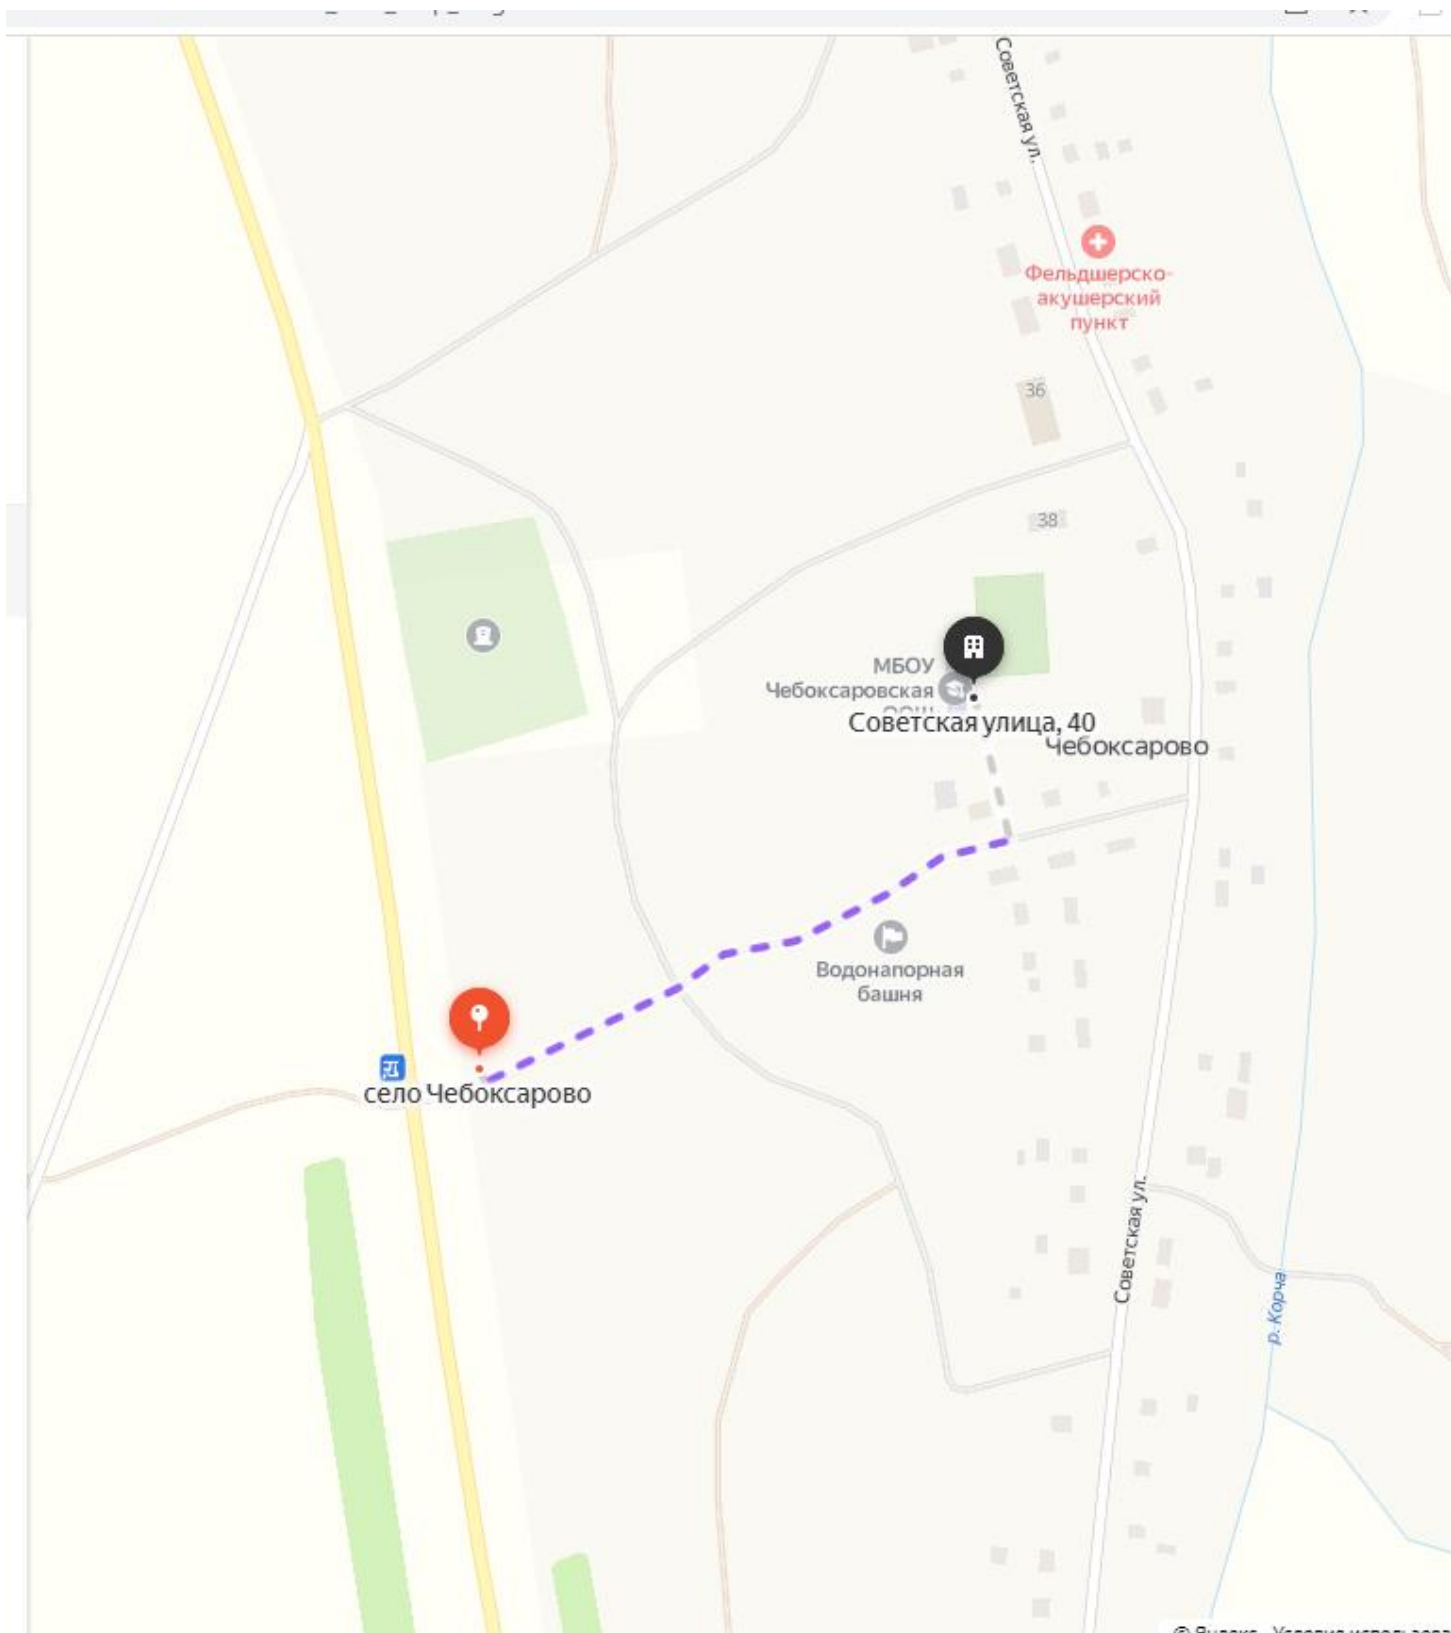 Советская ул.
Фельдшерско-
акушерский
пункт
36
38
МБОУ
Чебоксаровская
Советская улица, 40
Чебоксарово
Водонапорная
башня
село Чебоксарово
Советская ул.
р. Корча